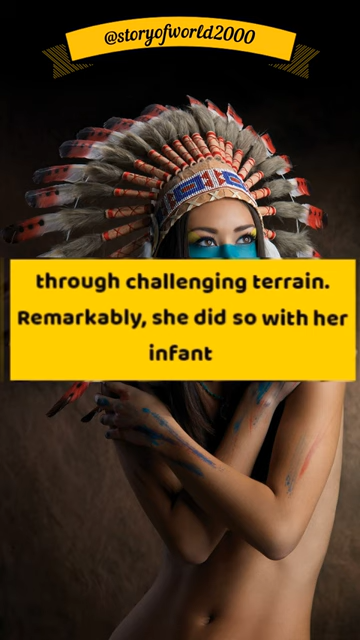 @storyofworld2000
through challenging terrain.
Remarkably, she did so with her
infant